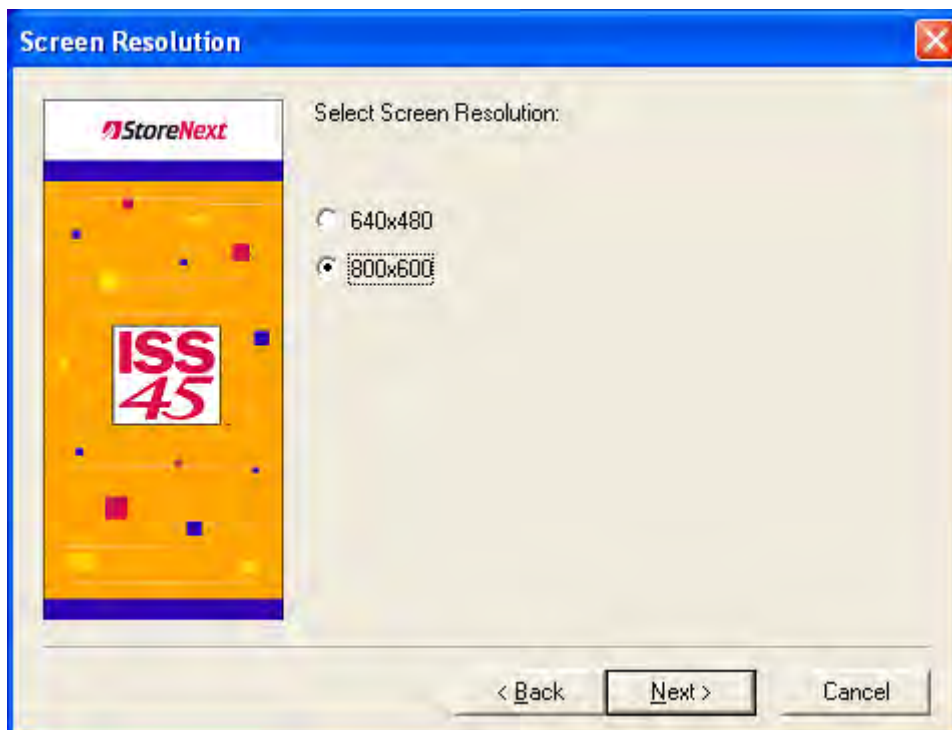 Screen Resolution
StoreNext
Select Screen Resolution:
640x480
800x600
ISS
45
< Back
Next >
Cancel